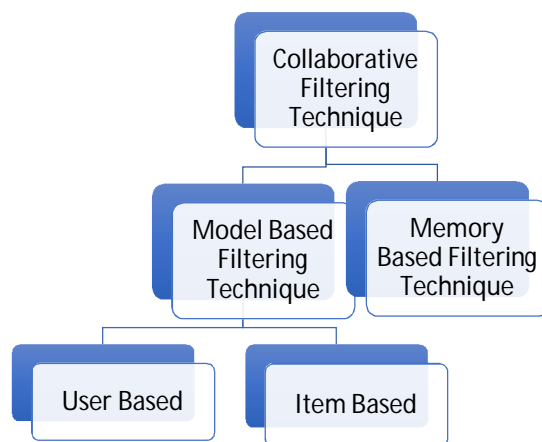 Collaborative
Filtering
Technique
Model Based
Filtering
Technique
Memory
Based Filtering
Technique
User Based
Item Based